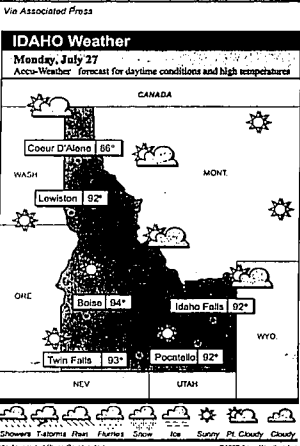 Via Associated Press
IDAHO Weather
Monday, July 27
Accu-Weather forecast for daytime conditions and high temperatures
CANADA
Coeur D'Alene 86°
WASH
MONT.
Lewiston 92°
ORE
Boise 94°
Idaho Falls 92°
WYO.
Twin Falls 93°
Pocatello 92°
NEV
UTAH
Showers T-storms Rain Flurries Snow Ice Sunny Pt. Cloudy Cloudy